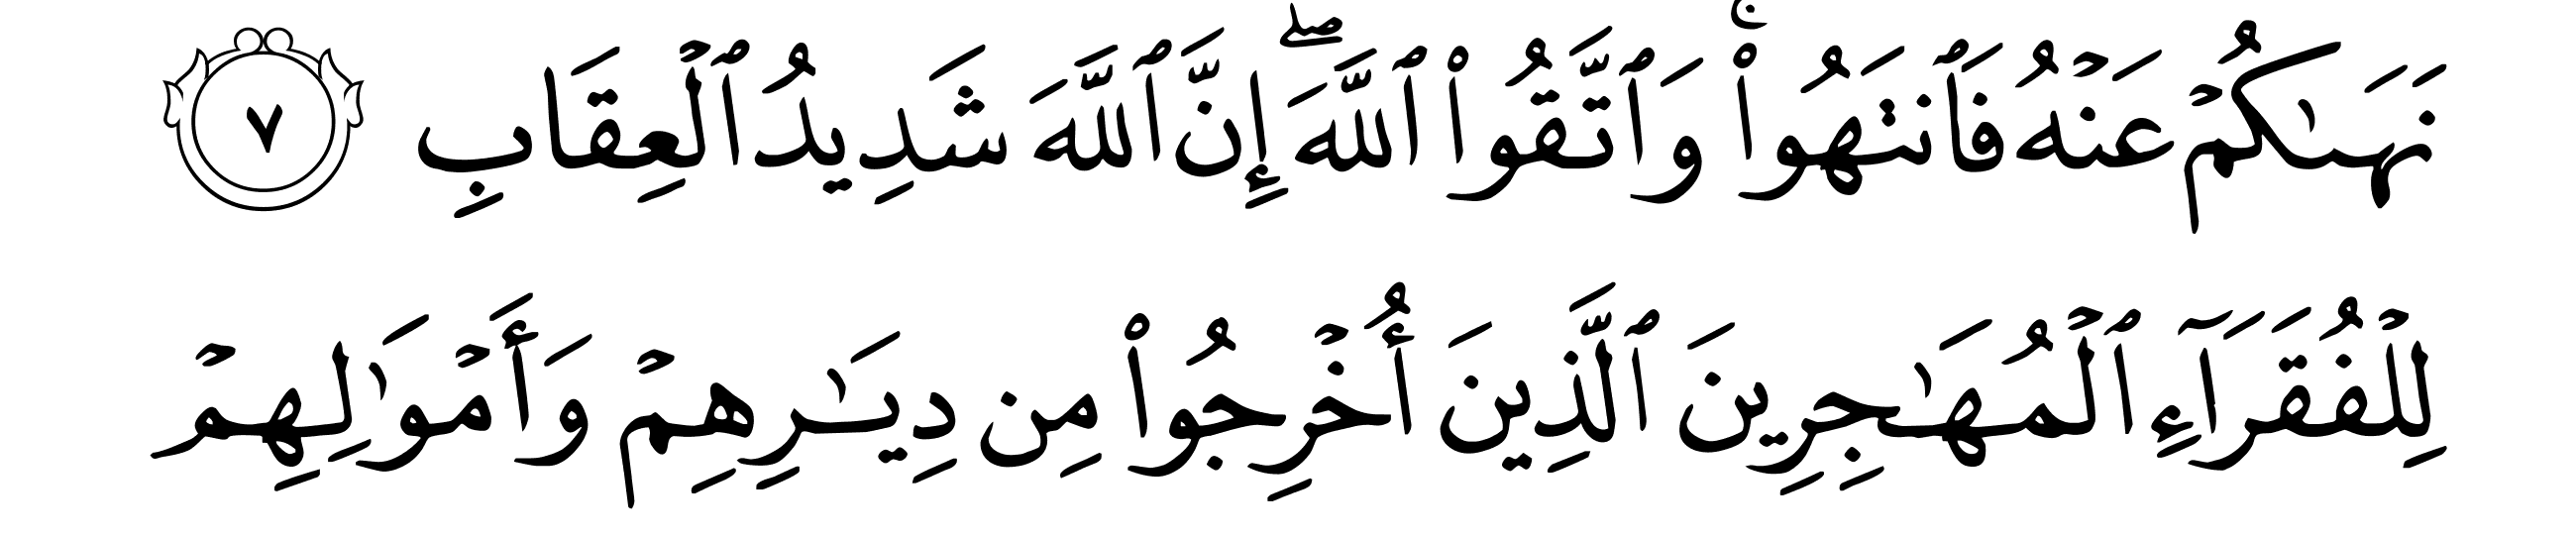 نَهَىٰكُمۡ عَنۡهُ فَٱنتَهُواْۚ وَٱتَّقُواْ ٱللَّهَۖ إِنَّ ٱللَّهَ شَدِيدُ ٱلۡعِقَابِ ٧
لِلۡفُقَرَآءِ ٱلۡمُهَٰجِرِينَ ٱلَّذِينَ أُخۡرِجُواْ مِن دِيَٰرِهِمۡ وَأَمۡوَٰلِهِمۡ